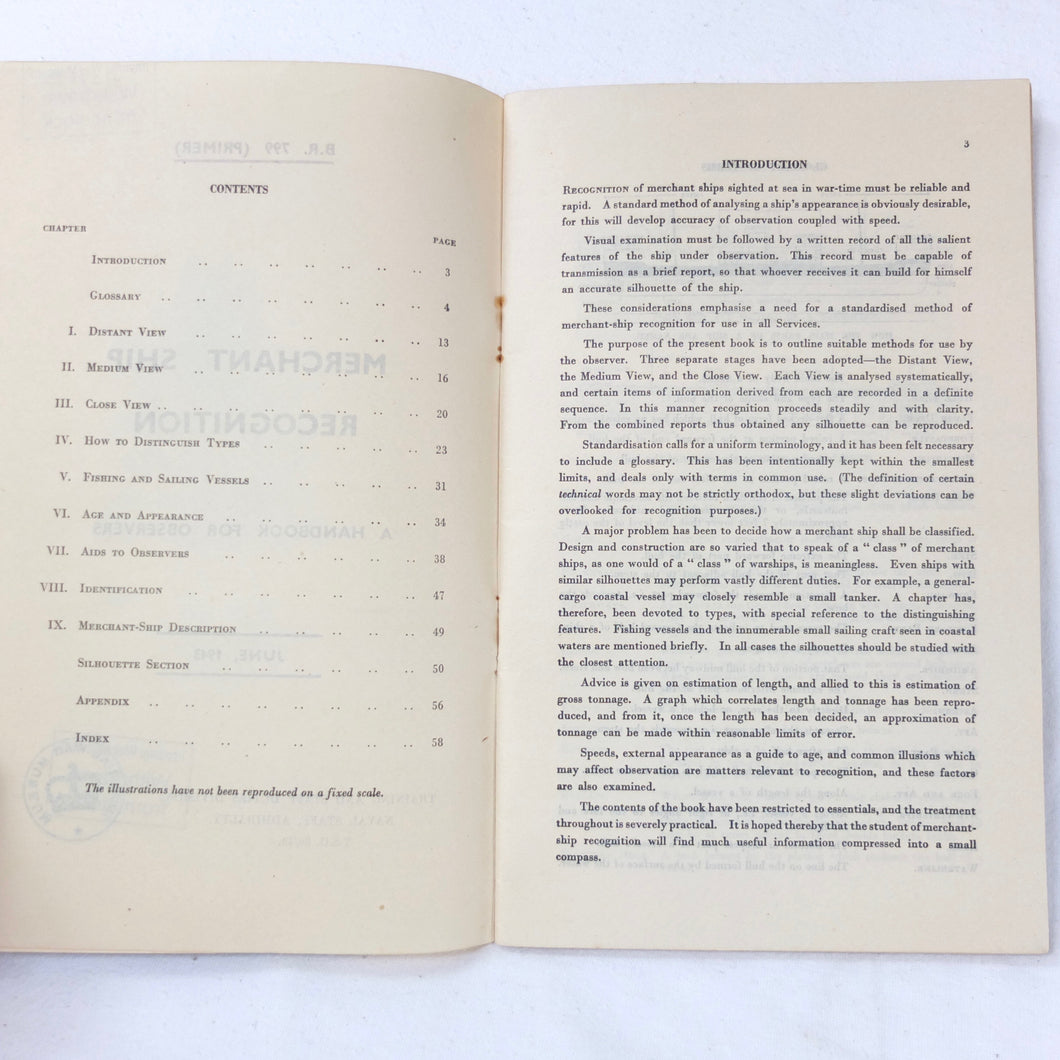 CONTENTS
CHAPTER
PAGE
INTRODUCTION .. .. .. .. .. .. .. 3
GLOSSARY .. .. .. .. .. .. .. 4
I. DISTANT VIEW .. .. .. .. .. .. 13
II. MEDIUM VIEW .. .. .. .. .. .. 16
III. CLOSE VIEW .. .. .. .. .. .. .. 20
IV. HOW TO DISTINGUISH TYPES .. .. .. .. .. 23
V. FISHING AND SAILING VESSELS .. .. .. .. .. 31
VI. AGE AND APPEARANCE .. .. .. .. .. 34
VII. AIDS TO OBSERVERS .. .. .. .. .. 38
VIII. IDENTIFICATION .. .. .. .. .. .. 47
IX. MERCHANT-SHIP DESCRIPTION .. .. .. .. .. 49
SILHOUETTE SECTION .. .. .. .. .. 50
APPENDIX .. .. .. .. .. .. .. 56
INDEX .. .. .. .. .. .. .. 58
The illustrations have not been reproduced on a fixed scale.
3
INTRODUCTION
RECOGNITION of merchant ships sighted at sea in war-time must be reliable and
rapid. A standard method of analysing a ship's appearance is obviously desirable,
for this will develop accuracy of observation coupled with speed.
Visual examination must be followed by a written record of all the salient
features of the ship under observation. This record must be capable of
transmission as a brief report, so that whoever receives it can build for himself
an accurate silhouette of the ship.
These considerations emphasise a need for a standardised method of
merchant-ship recognition for use in all Services.
The purpose of the present book is to outline suitable methods for use by
the observer. Three separate stages have been adopted—the Distant View,
the Medium View, and the Close View. Each View is analysed systematically,
and certain items of information derived from each are recorded in a definite
sequence. In this manner recognition proceeds steadily and with clarity.
From the combined reports thus obtained any silhouette can be reproduced.
Standardisation calls for a uniform terminology, and it has been felt necessary
to include a glossary. This has been intentionally kept within the smallest
limits, and deals only with terms in common use. (The definition of certain
technical words may not be strictly orthodox, but these slight deviations can be
overlooked for recognition purposes.)
A major problem has been to decide how a merchant ship shall be classified.
Design and construction are so varied that to speak of a " class " of merchant
ships, as one would of a " class " of warships, is meaningless. Even ships with
similar silhouettes may perform vastly different duties. For example, a general-
cargo coastal vessel may closely resemble a small tanker. A chapter has,
therefore, been devoted to types, with special reference to the distinguishing
features. Fishing vessels and the innumerable small sailing craft seen in coastal
waters are mentioned briefly. In all cases the silhouettes should be studied with
the closest attention.
Advice is given on estimation of length, and allied to this is estimation of
gross tonnage. A graph which correlates length and tonnage has been repro-
duced, and from it, once the length has been decided, an approximation of
tonnage can be made within reasonable limits of error.
Speeds, external appearance as a guide to age, and common illusions which
may affect observation are matters relevant to recognition, and these factors
are also examined.
The contents of the book have been restricted to essentials, and the treatment
throughout is severely practical. It is hoped thereby that the student of merchant-
ship recognition will find much useful information compressed into a small
compass.